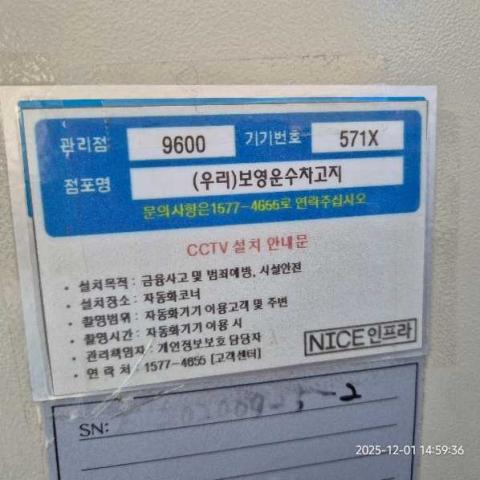 관리점 9600 기기번호 571X
점포명 (우리)보영운수차고지
문의사항은1577-4655로 연락주십시오
CCTV 설치 안내문
• 설치목적 : 금융사고 및 범죄예방, 시설안전
• 설치장소 : 자동화코너
• 촬영범위 : 자동화기기 이용고객 및 주변
• 촬영시간 : 자동화기기 이용 시
• 관리책임자 : 개인정보보호 담당자
• 연 락 처 : 1577-4655 [고객센터]
NICE인프라
SN:
2025-12-01 14:59:36